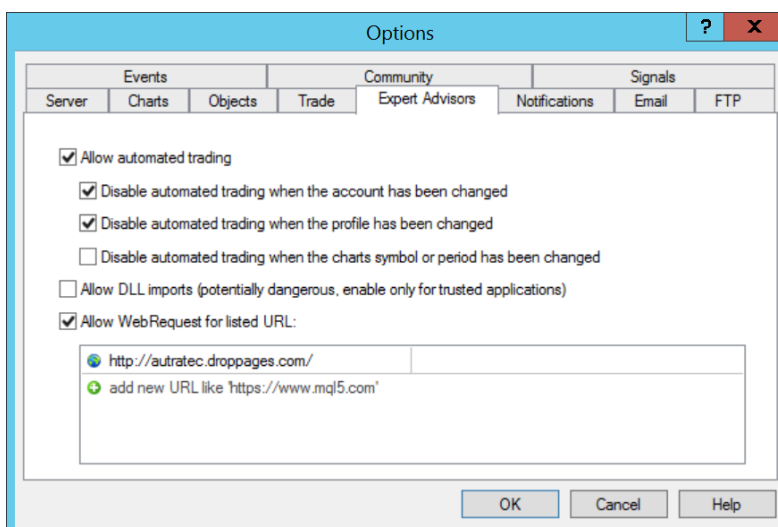 Options
? X
Events Community Signals
Server Charts Objects Trade Expert Advisors Notifications Email FTP
Allow automated trading
Disable automated trading when the account has been changed
Disable automated trading when the profile has been changed
Disable automated trading when the charts symbol or period has been changed
Allow DLL imports (potentially dangerous, enable only for trusted applications)
Allow WebRequest for listed URL:
http://autratec.droppages.com/
add new URL like 'https://www.mql5.com'
OK Cancel Help